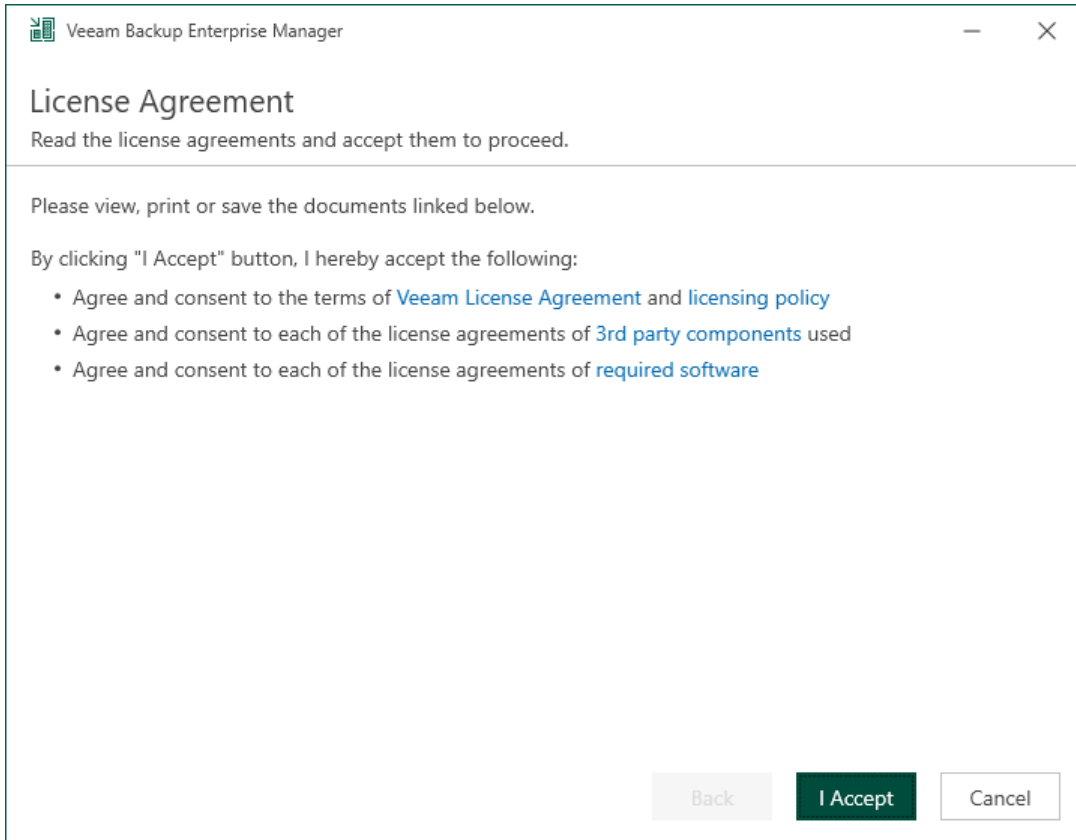 Veeam Backup Enterprise Manager
License Agreement
Read the license agreements and accept them to proceed.
Please view, print or save the documents linked below.
By clicking "I Accept" button, I hereby accept the following:
• Agree and consent to the terms of Veeam License Agreement and licensing policy
• Agree and consent to each of the license agreements of 3rd party components used
• Agree and consent to each of the license agreements of required software
Back I Accept Cancel